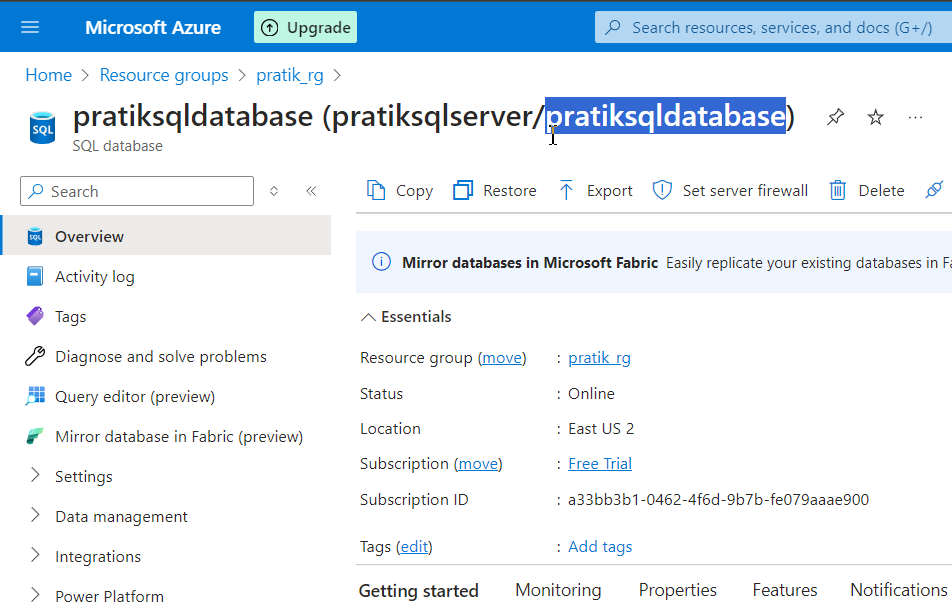 Microsoft Azure
Upgrade
Search resources, services, and docs (G+/)
Home > Resource groups > pratik_rg >
SQL
pratiksqldatabase (pratiksqlserver/pratiksqldatabase)
SQL database
Search
Copy
Restore
Export
Set server firewall
Delete
SQL
Overview
Activity log
Tags
Diagnose and solve problems
Query editor (preview)
Mirror database in Fabric (preview)
Settings
Data management
Integrations
Power Platform
Mirror databases in Microsoft Fabric Easily replicate your existing databases in
Essentials
Resource group (move) : pratik_rg
Status : Online
Location : East US 2
Subscription (move) : Free Trial
Subscription ID : a33bb3b1-0462-4f6d-9b7b-fe079aaae900
Tags (edit) : Add tags
Getting started
Monitoring
Properties
Features
Notifications